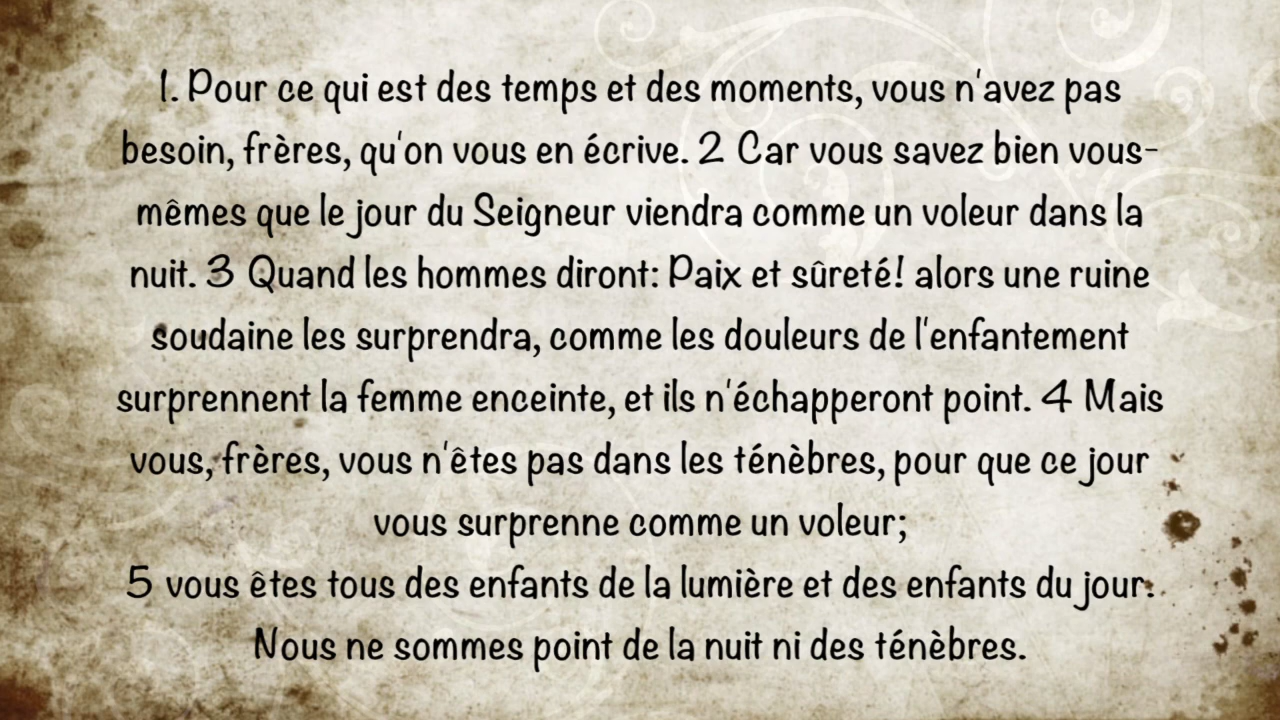 1. Pour ce qui est des temps et des moments, vous n'avez pas
besoin, frères, qu'on vous en écrive. 2 Car vous savez bien vous-
mêmes que le jour du Seigneur viendra comme un voleur dans la
nuit. 3 Quand les hommes diront: Paix et sûreté! alors une ruine
soudaine les surprendra, comme les douleurs de l'enfantement
surprennent la femme enceinte, et ils n'échapperont point. 4 Mais
vous, frères, vous n'êtes pas dans les ténèbres, pour que ce jour
vous surprenne comme un voleur;
5 vous êtes tous des enfants de la lumière et des enfants du jour.
Nous ne sommes point de la nuit ni des ténèbres.